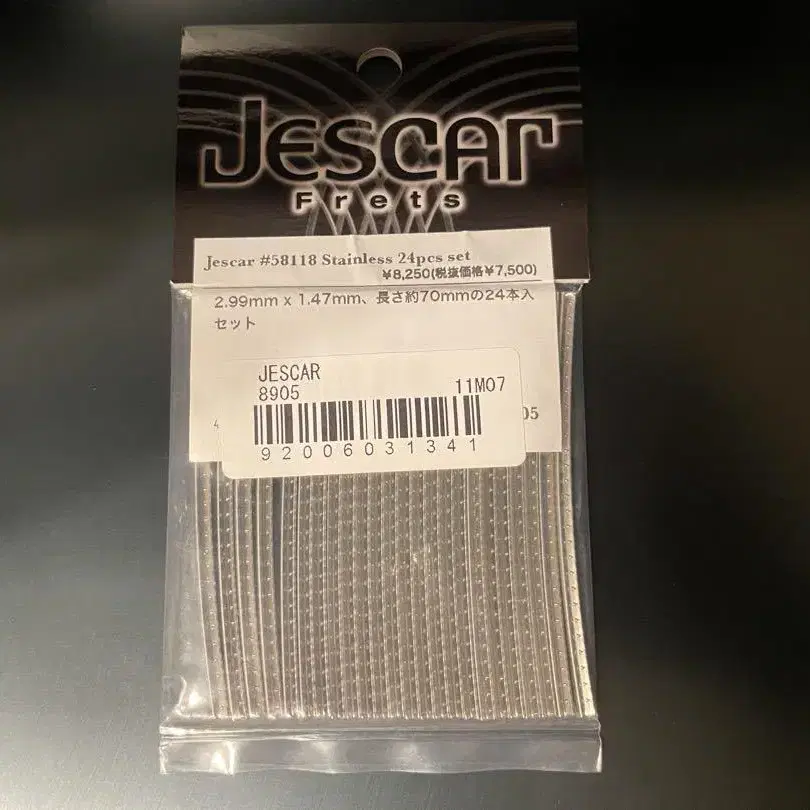 Jescar
Frets
Jescar #58118 Stainless 24pcs set
¥8,250(税抜価格¥7,500)
2.99mm x 1.47mm、長さ約70mmの24本入
セット
JESCAR
8905 11M07
4 05
92006031341